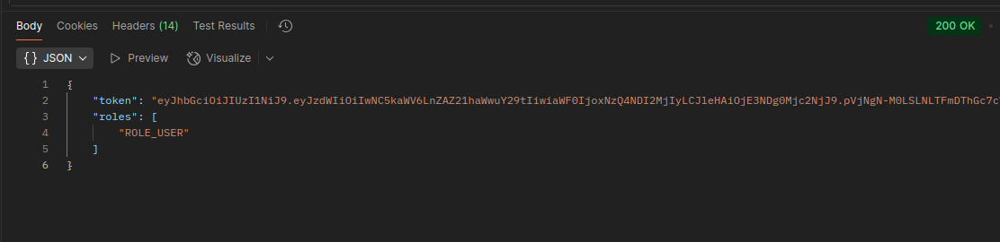 Body Cookies Headers (14) Test Results 200 OK
{} JSON Preview Visualize
1 {
2 "token": "eyJhbGciOiJIUzI1NiJ9.eyJzdWIiOiIwNC5kaWV6LnZAZ21haWwuY29tIiwiaWF0IjoxNzQ4NDI2MjIyLCJleHAiOjE3NDg0Mjc2NjJ9.pVjNgN-M0LSLNLTFmDThGc7c
3 "roles": [
4 "ROLE_USER"
5 ]
6 }